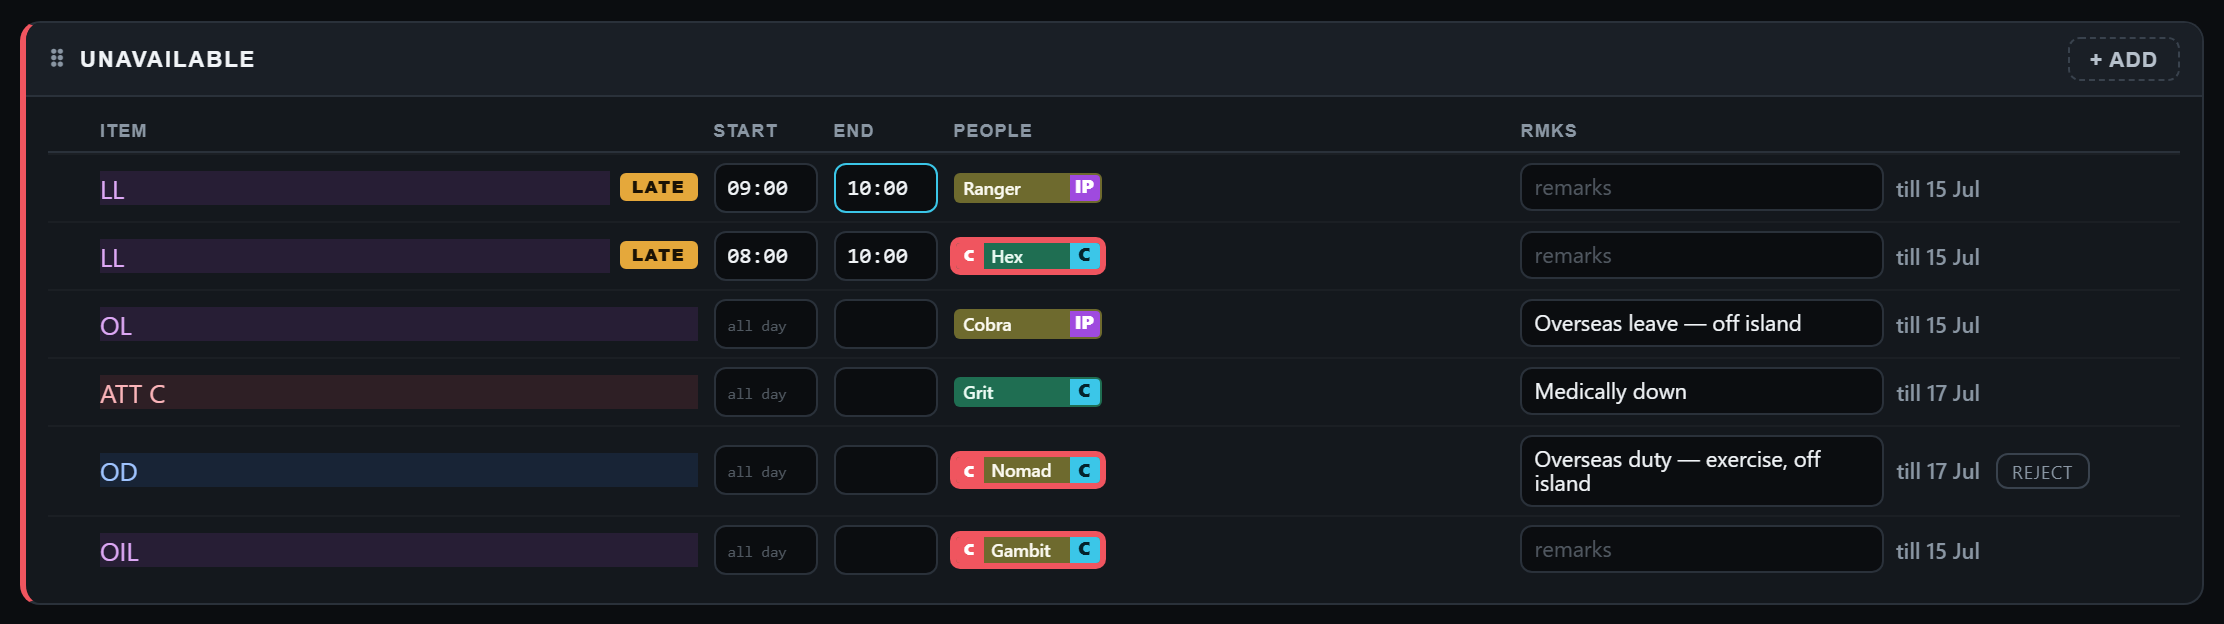 UNAVAILABLE
+ ADD
ITEM START END PEOPLE RMKS
LL LATE 09:00 10:00 Ranger IP remarks till 15 Jul
LL LATE 08:00 10:00 C Hex C remarks till 15 Jul
OL all day Cobra IP Overseas leave — off island till 15 Jul
ATT C all day Grit C Medically down till 17 Jul
OD all day C Nomad C Overseas duty — exercise, off
island till 17 Jul REJECT
OIL all day C Gambit C remarks till 15 Jul